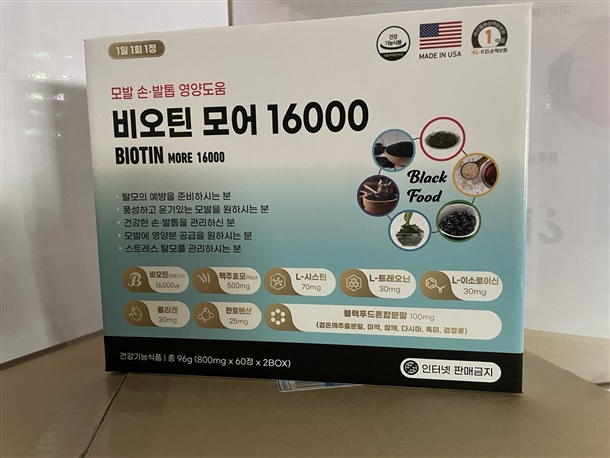 1일 1회 1정
건강
기능식품
MADE IN USA
1
KB손해보험
모발 손·발톱 영양도움
비오틴 모어 16000
BIOTIN MORE 16000
Black
Food
· 탈모의 예방을 준비하시는 분
· 풍성하고 윤기있는 모발을 원하시는 분
· 건강한 손·발톱을 관리하신 분
· 모발에 영양분 공급을 원하시는 분
· 스트레스 탈모를 관리하시는 분
B
비오틴
16,000㎍
맥주효모
500mg
L-시스틴
70mg
L-트레오닌
30mg
L-이소로이신
30mg
콜라겐
20mg
판토텐산
25mg
블랙푸드혼합분말 100mg
(검은깨추출분말, 미역, 참깨, 다시마, 흑미, 검정콩)
건강기능식품 | 총 96g (800mg x 60정 x 2BOX)
인터넷 판매금지